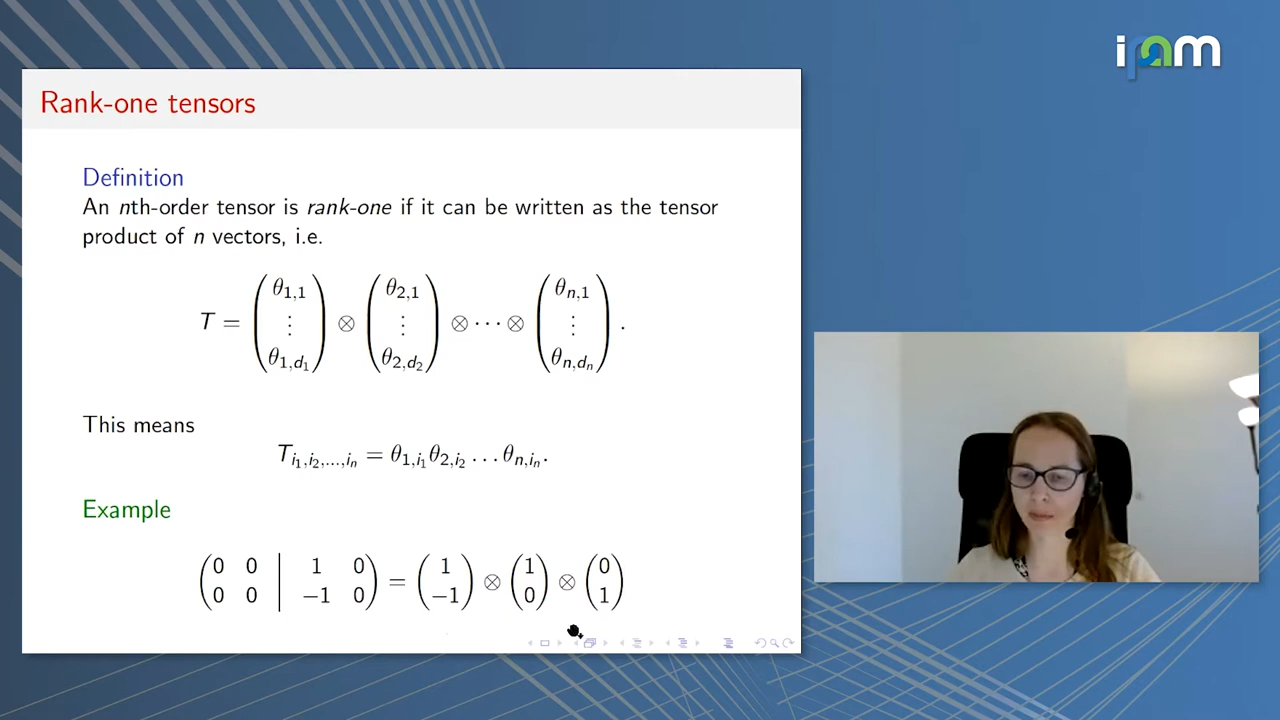 ipam
Rank-one tensors
Definition
An nth-order tensor is rank-one if it can be written as the tensor
product of n vectors, i.e.
T = (θ1,1 ⋮ θ1,d1) ⊗ (θ2,1 ⋮ θ2,d2) ⊗ ⋯ ⊗ (θn,1 ⋮ θn,dn).
This means
Ti1,i2,...,in = θ1,i1θ2,i2 ... θn,in.
Example
(0 0 | 1 0
0 0 | −1 0) = (1 −1) ⊗ (1 0) ⊗ (0 1)